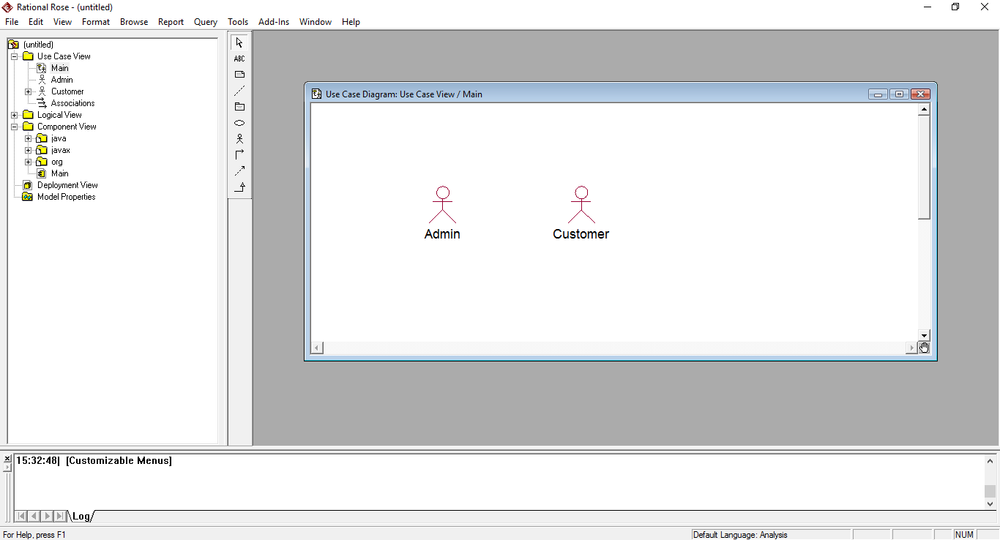 Rational Rose - (untitled)
File Edit View Format Browse Report Query Tools Add-Ins Window Help
(untitled)
Use Case View
Main
Admin
Customer
Associations
Logical View
Component View
java
javax
org
Main
Deployment View
Model Properties
ABC
Use Case Diagram: Use Case View / Main
Admin Customer
15:32:48| [Customizable Menus]
Log
For Help, press F1 Default Language: Analysis NUM